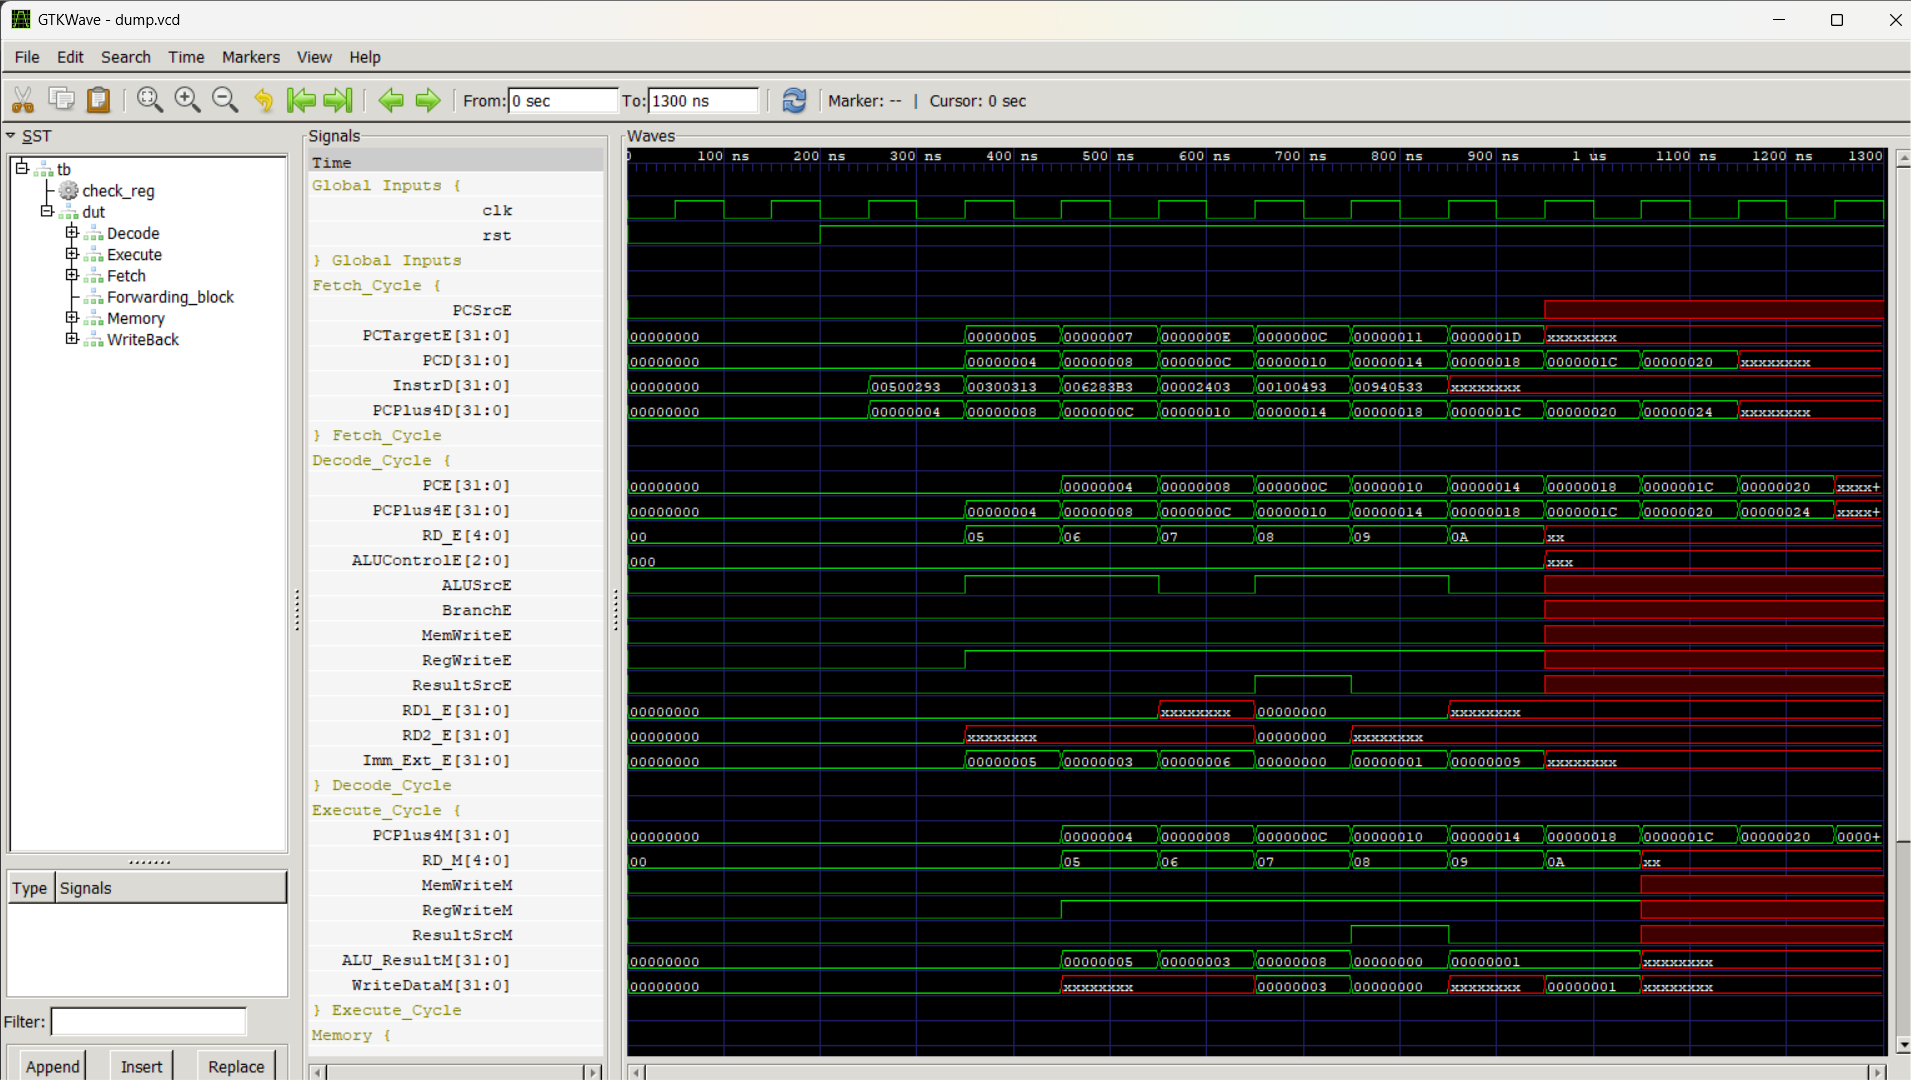 GTKWave - dump.vcd
File Edit Search Time Markers View Help
From: 0 sec To: 1300 ns Marker: -- | Cursor: 0 sec
SST
tb
check_reg
dut
Decode
Execute
Fetch
Forwarding_block
Memory
WriteBack
Type Signals
Filter:
Append Insert Replace
Signals
Time
Global Inputs {
clk
rst
} Global Inputs
Fetch_Cycle {
PCSrcE
PCTargetE[31:0]
PCD[31:0]
InstrD[31:0]
PCPlus4D[31:0]
} Fetch_Cycle
Decode_Cycle {
PCE[31:0]
PCPlus4E[31:0]
RD_E[4:0]
ALUControlE[2:0]
ALUSrcE
BranchE
MemWriteE
RegWriteE
ResultSrcE
RD1_E[31:0]
RD2_E[31:0]
Imm_Ext_E[31:0]
} Decode_Cycle
Execute_Cycle {
PCPlus4M[31:0]
RD_M[4:0]
MemWriteM
RegWriteM
ResultSrcM
ALU_ResultM[31:0]
WriteDataM[31:0]
} Execute_Cycle
Memory {
Waves
0 100 ns 200 ns 300 ns 400 ns 500 ns 600 ns 700 ns 800 ns 900 ns 1 us 1100 ns 1200 ns 1300
00000000 00000005 00000007 0000000E 0000000C 00000011 0000001D xxxxxxxx
00000000 00000004 00000008 0000000C 00000010 00000014 00000018 0000001C 00000020 xxxxxxxx
00000000 00500293 00300313 006283B3 00002403 00100493 00940533 xxxxxxxx
00000000 00000004 00000008 0000000C 00000010 00000014 00000018 0000001C 00000020 00000024 xxxxxxxx
00000000 00000004 00000008 0000000C 00000010 00000014 00000018 0000001C 00000020 xxxx+
00000000 00000004 00000008 0000000C 00000010 00000014 00000018 0000001C 00000020 00000024 xxxx+
00 05 06 07 08 09 0A xx
000 xxx
00000000 xxxxxxxx 00000000 xxxxxxxx
00000000 xxxxxxxx 00000000 xxxxxxxx
00000000 00000005 00000003 00000006 00000000 00000001 00000009 xxxxxxxx
00000000 00000004 00000008 0000000C 00000010 00000014 00000018 0000001C 00000020 0000+
00 05 06 07 08 09 0A xx
00000000 00000005 00000003 00000008 00000000 00000001 xxxxxxxx
00000000 xxxxxxxx 00000003 00000000 xxxxxxxx 00000001 xxxxxxxx